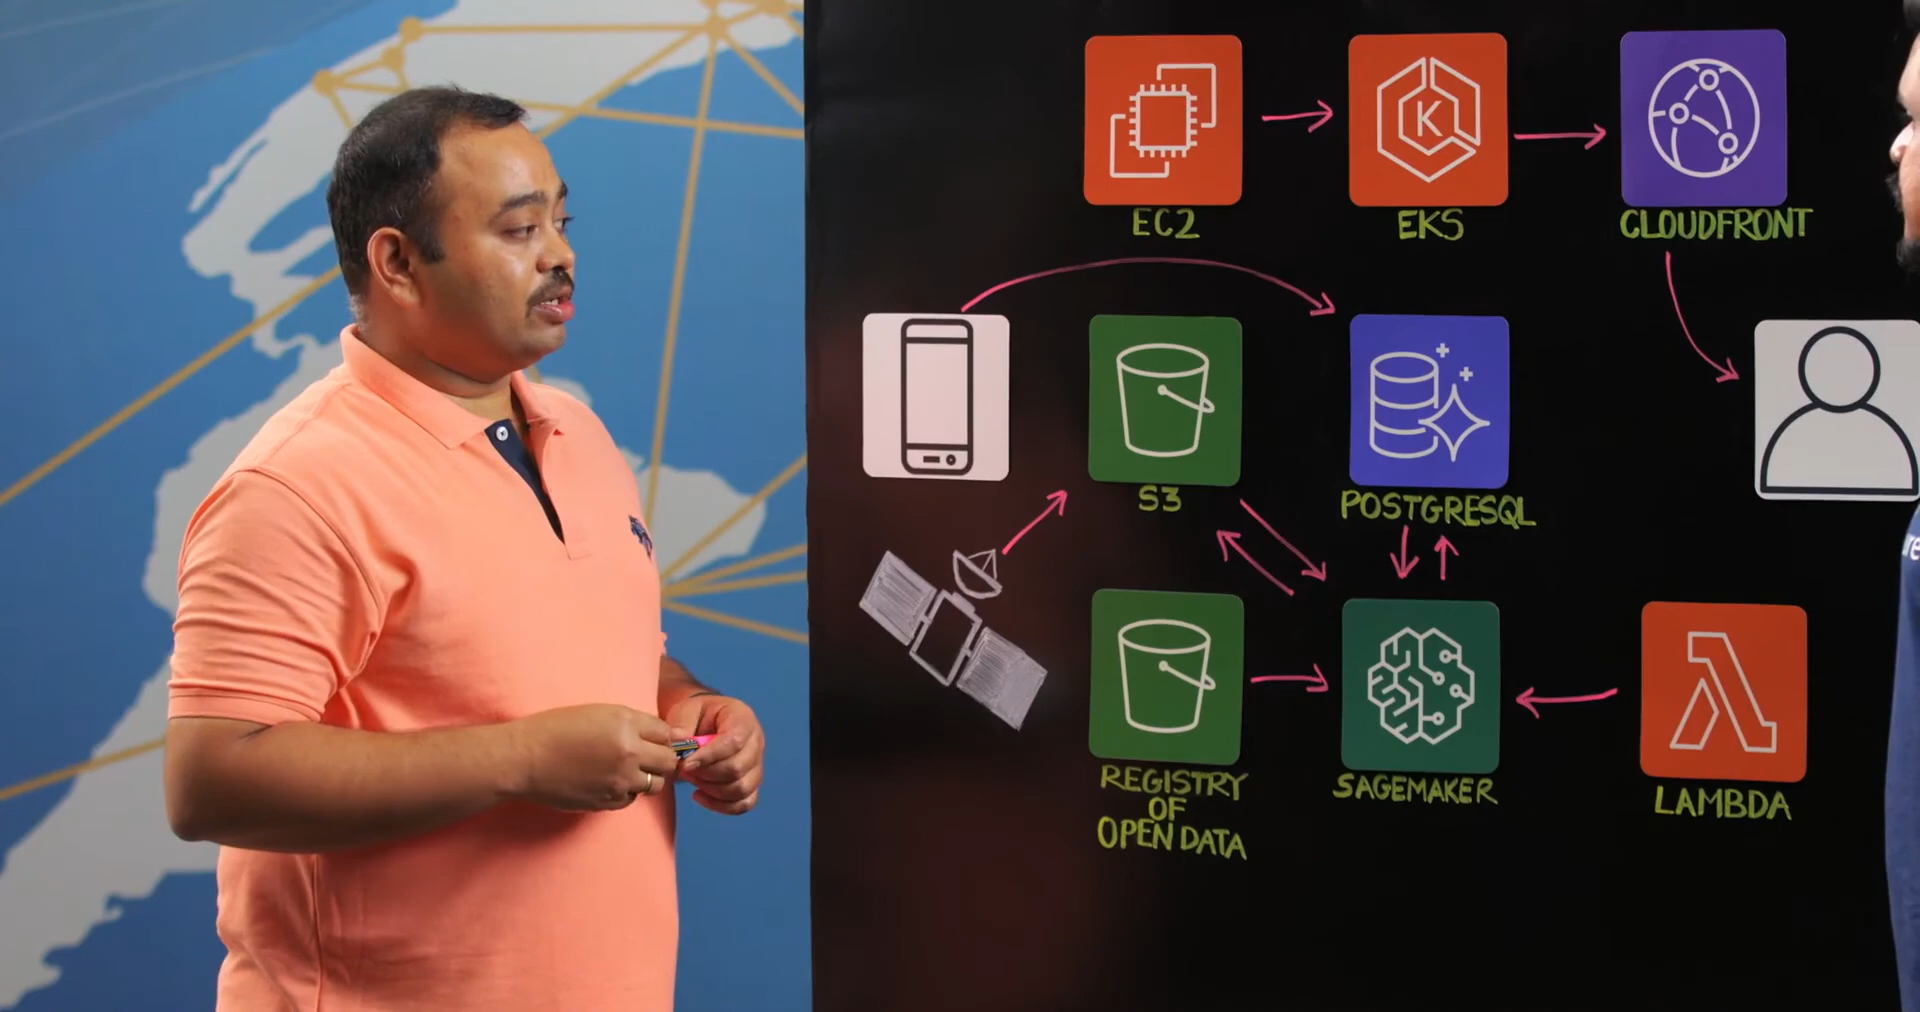 EC2
EKS
CLOUDFRONT
K
S3
POSTGRESQL
REGISTRY
OF
OPEN DATA
SAGEMAKER
LAMBDA